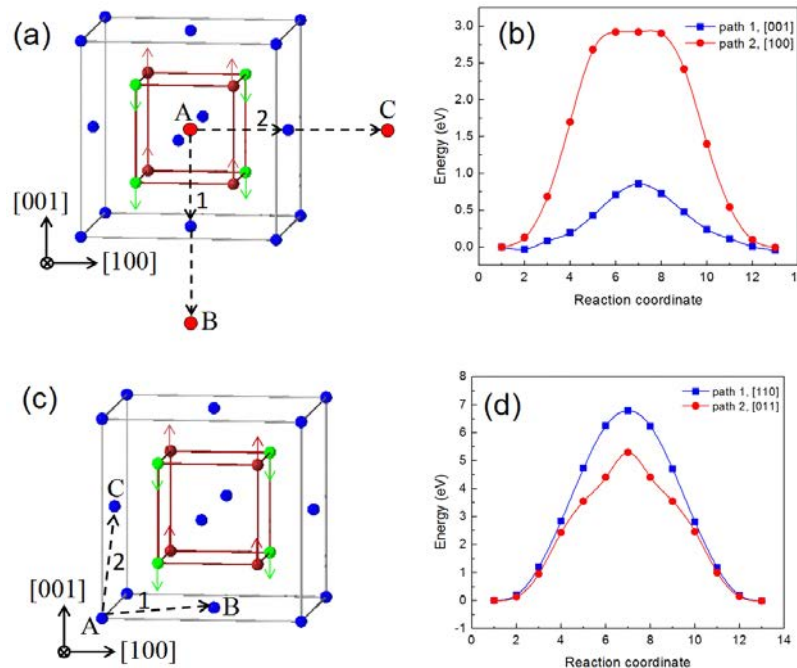 (a)
A
2
C
1
B
[001]
[100]
(b)
path 1, [001]
path 2, [100]
Energy (eV)
3.0
2.5
2.0
1.5
1.0
0.5
0.0
0 2 4 6 8 10 12 14
Reaction coordinate
(c)
C
2
1
A
B
[001]
[100]
(d)
path 1, [110]
path 2, [011]
Energy (eV)
8
7
6
5
4
3
2
1
0
-1
0 2 4 6 8 10 12 14
Reaction coordinate